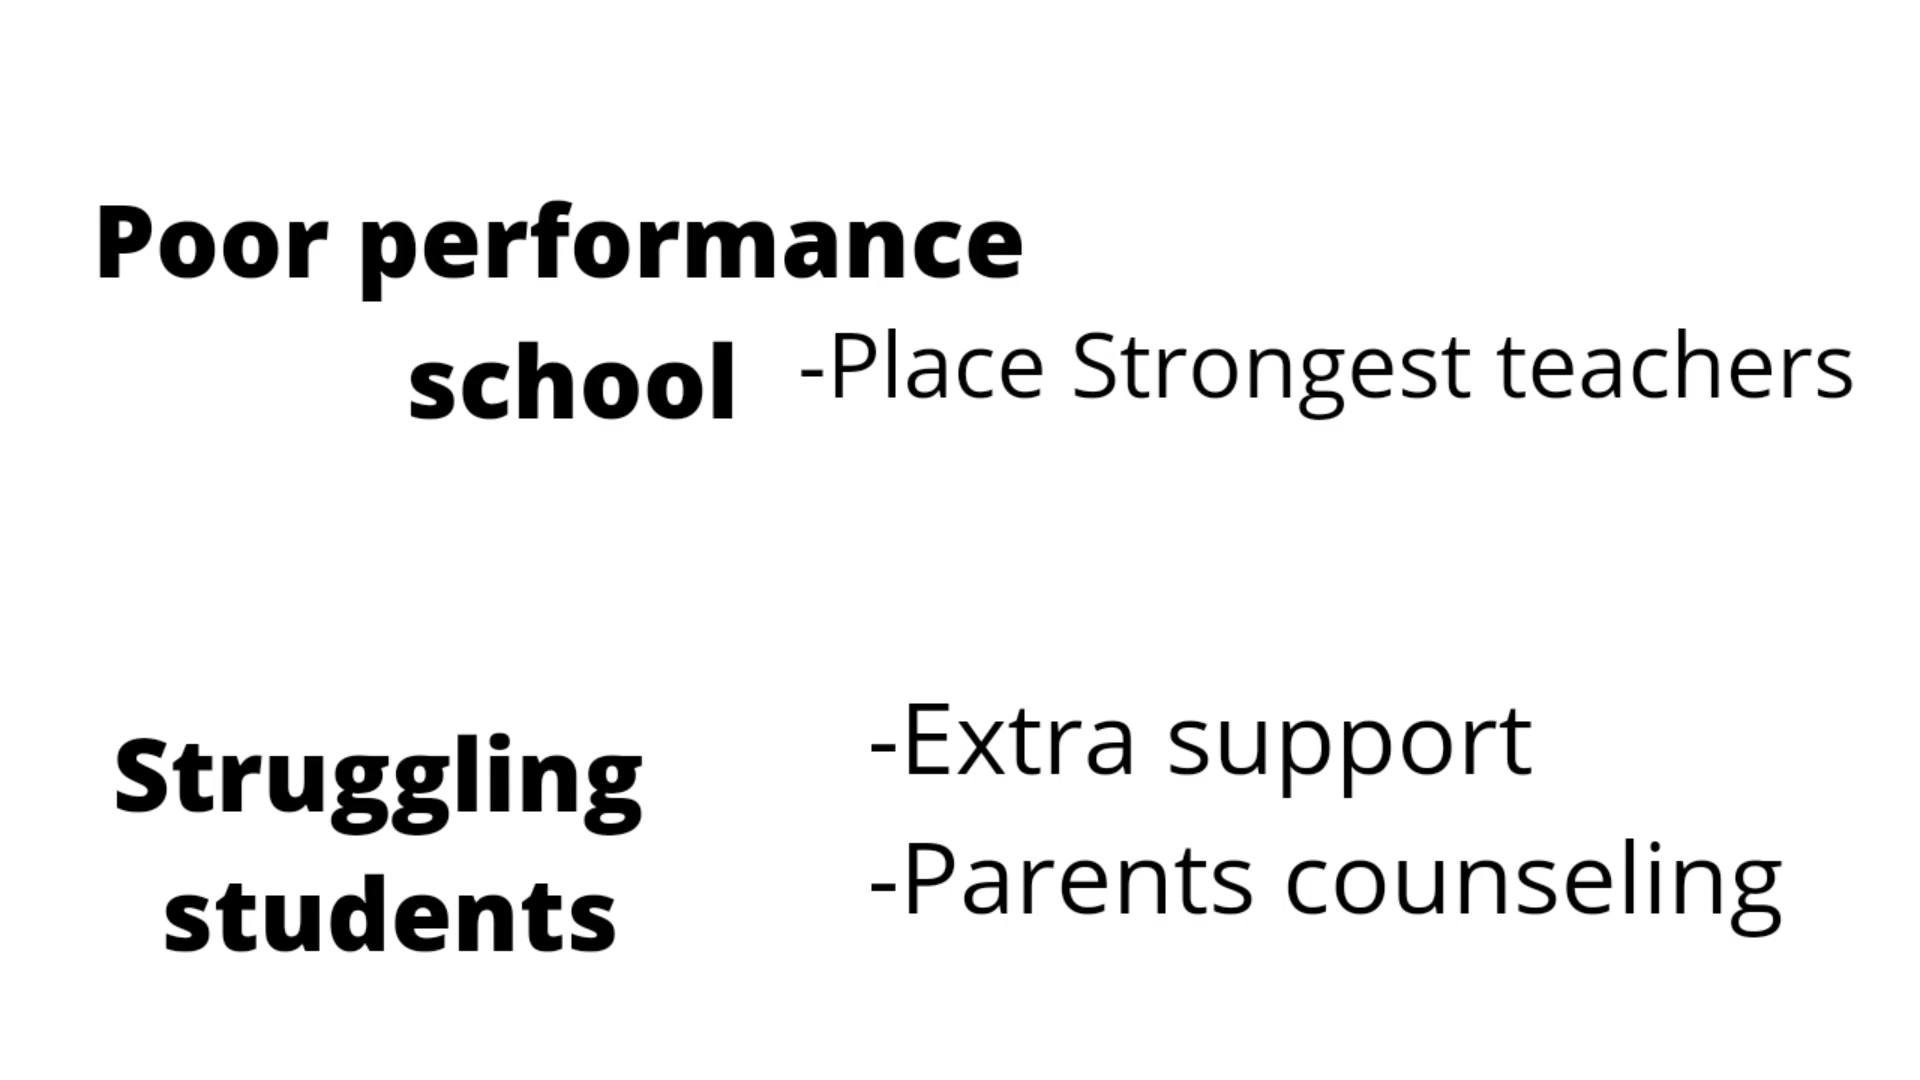 Poor performance
school
-Place Strongest teachers
Struggling
students
-Extra support
-Parents counseling